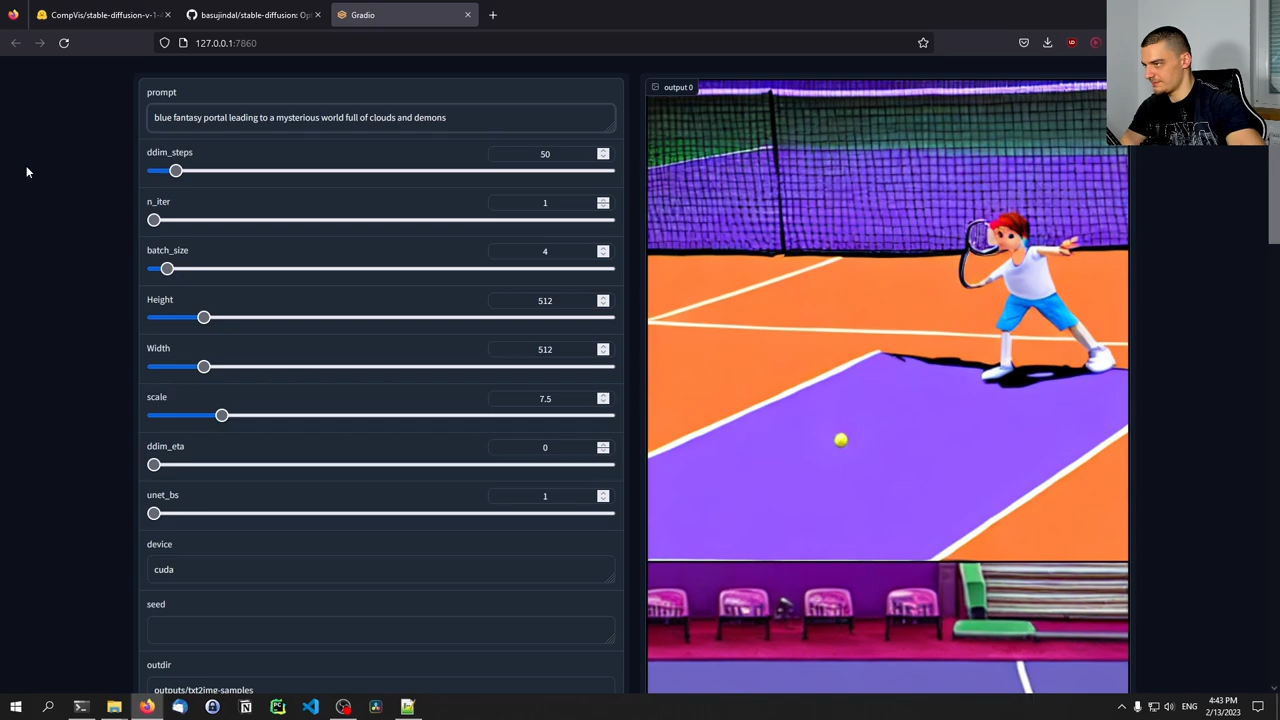 CompVis/stable-diffusion-v-1-
basujindal/stable-diffusion: Op
Gradio
127.0.0.1:7860
prompt
blue fantasy portal leading to a mysterious world full of clouds and demons
ddim_steps
50
n_iter
1
batch_size
4
Height
512
Width
512
scale
7.5
ddim_eta
0
unet_bs
1
device
cuda
seed
outdir
outputs/txt2img-samples
output 0
ENG
4:43 PM
2/13/2023